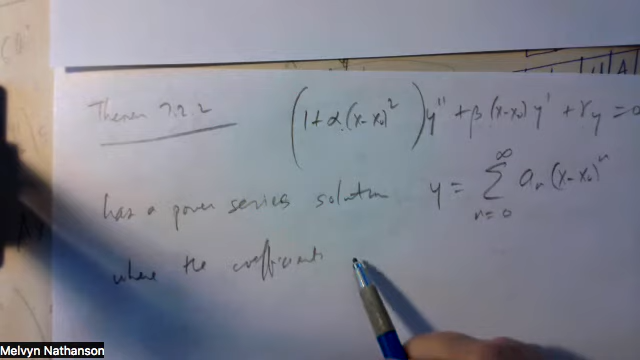 Theorem 7.2.2 (1+α(x-x₀)²)y'' + β(x-x₀)y' + γy = 0
has a power series solution y = ∑_{n=0}^{∞} aₙ(x-x₀)ⁿ
where the coefficients
Melvyn Nathanson